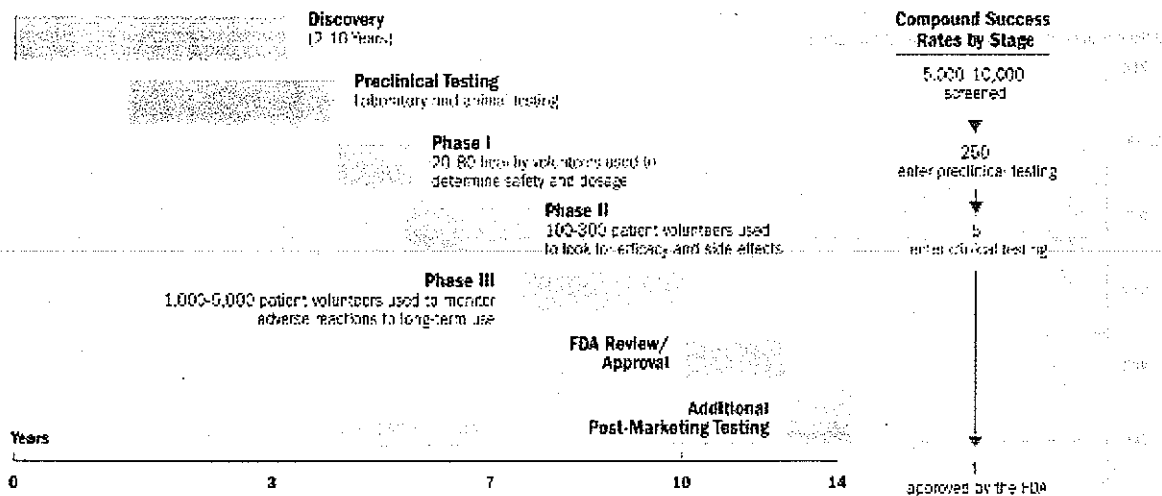 Discovery
(2-10 Years)
Preclinical Testing
Laboratory and animal testing
Phase I
20-80 healthy volunteers used to
determine safety and dosage
Phase II
100-300 patient volunteers used
to look for efficacy and side effects
Phase III
1,000-5,000 patient volunteers used to monitor
adverse reactions to long-term use
FDA Review/
Approval
Additional
Post-Marketing Testing
Years
0 3 7 10 14
Compound Success
Rates by Stage
5,000-10,000
screened
250
enter preclinical testing
5
enter clinical testing
1
approved by the FDA